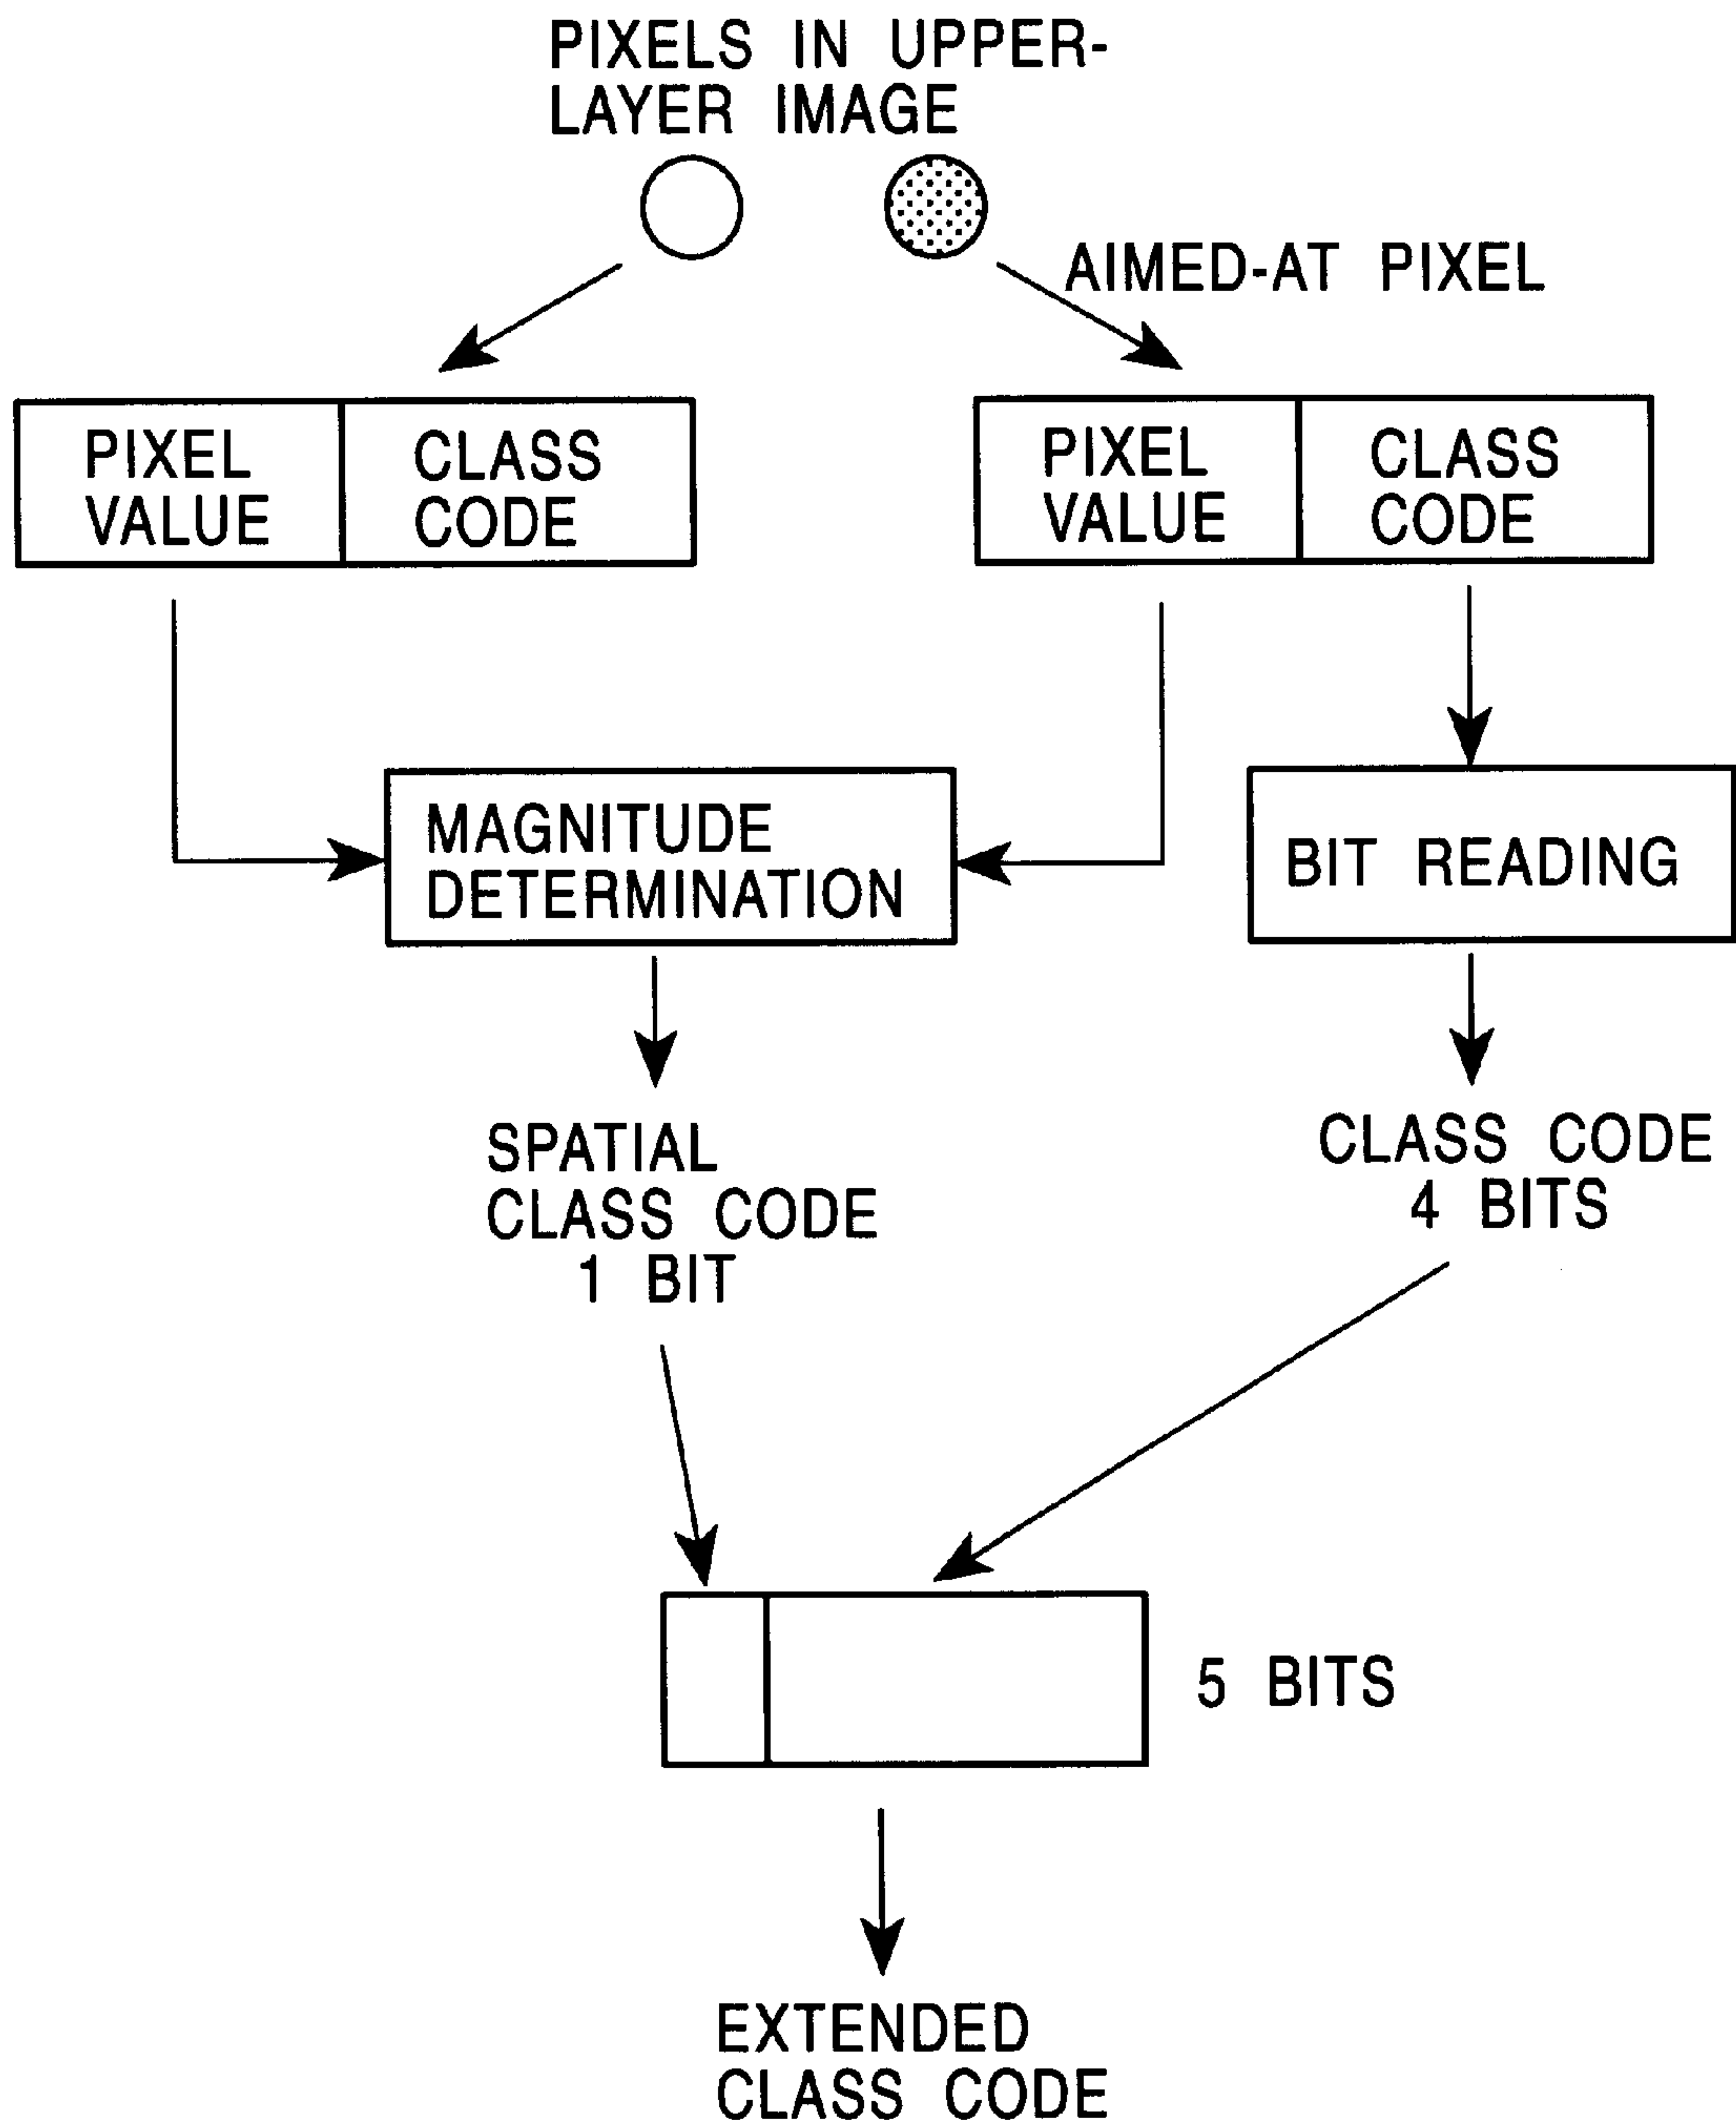 PIXELS IN UPPER-
LAYER IMAGE
AIMED-AT PIXEL
PIXEL
VALUE
CLASS
CODE
PIXEL
VALUE
CLASS
CODE
MAGNITUDE
DETERMINATION
BIT READING
SPATIAL
CLASS CODE
1 BIT
CLASS CODE
4 BITS
5 BITS
EXTENDED
CLASS CODE